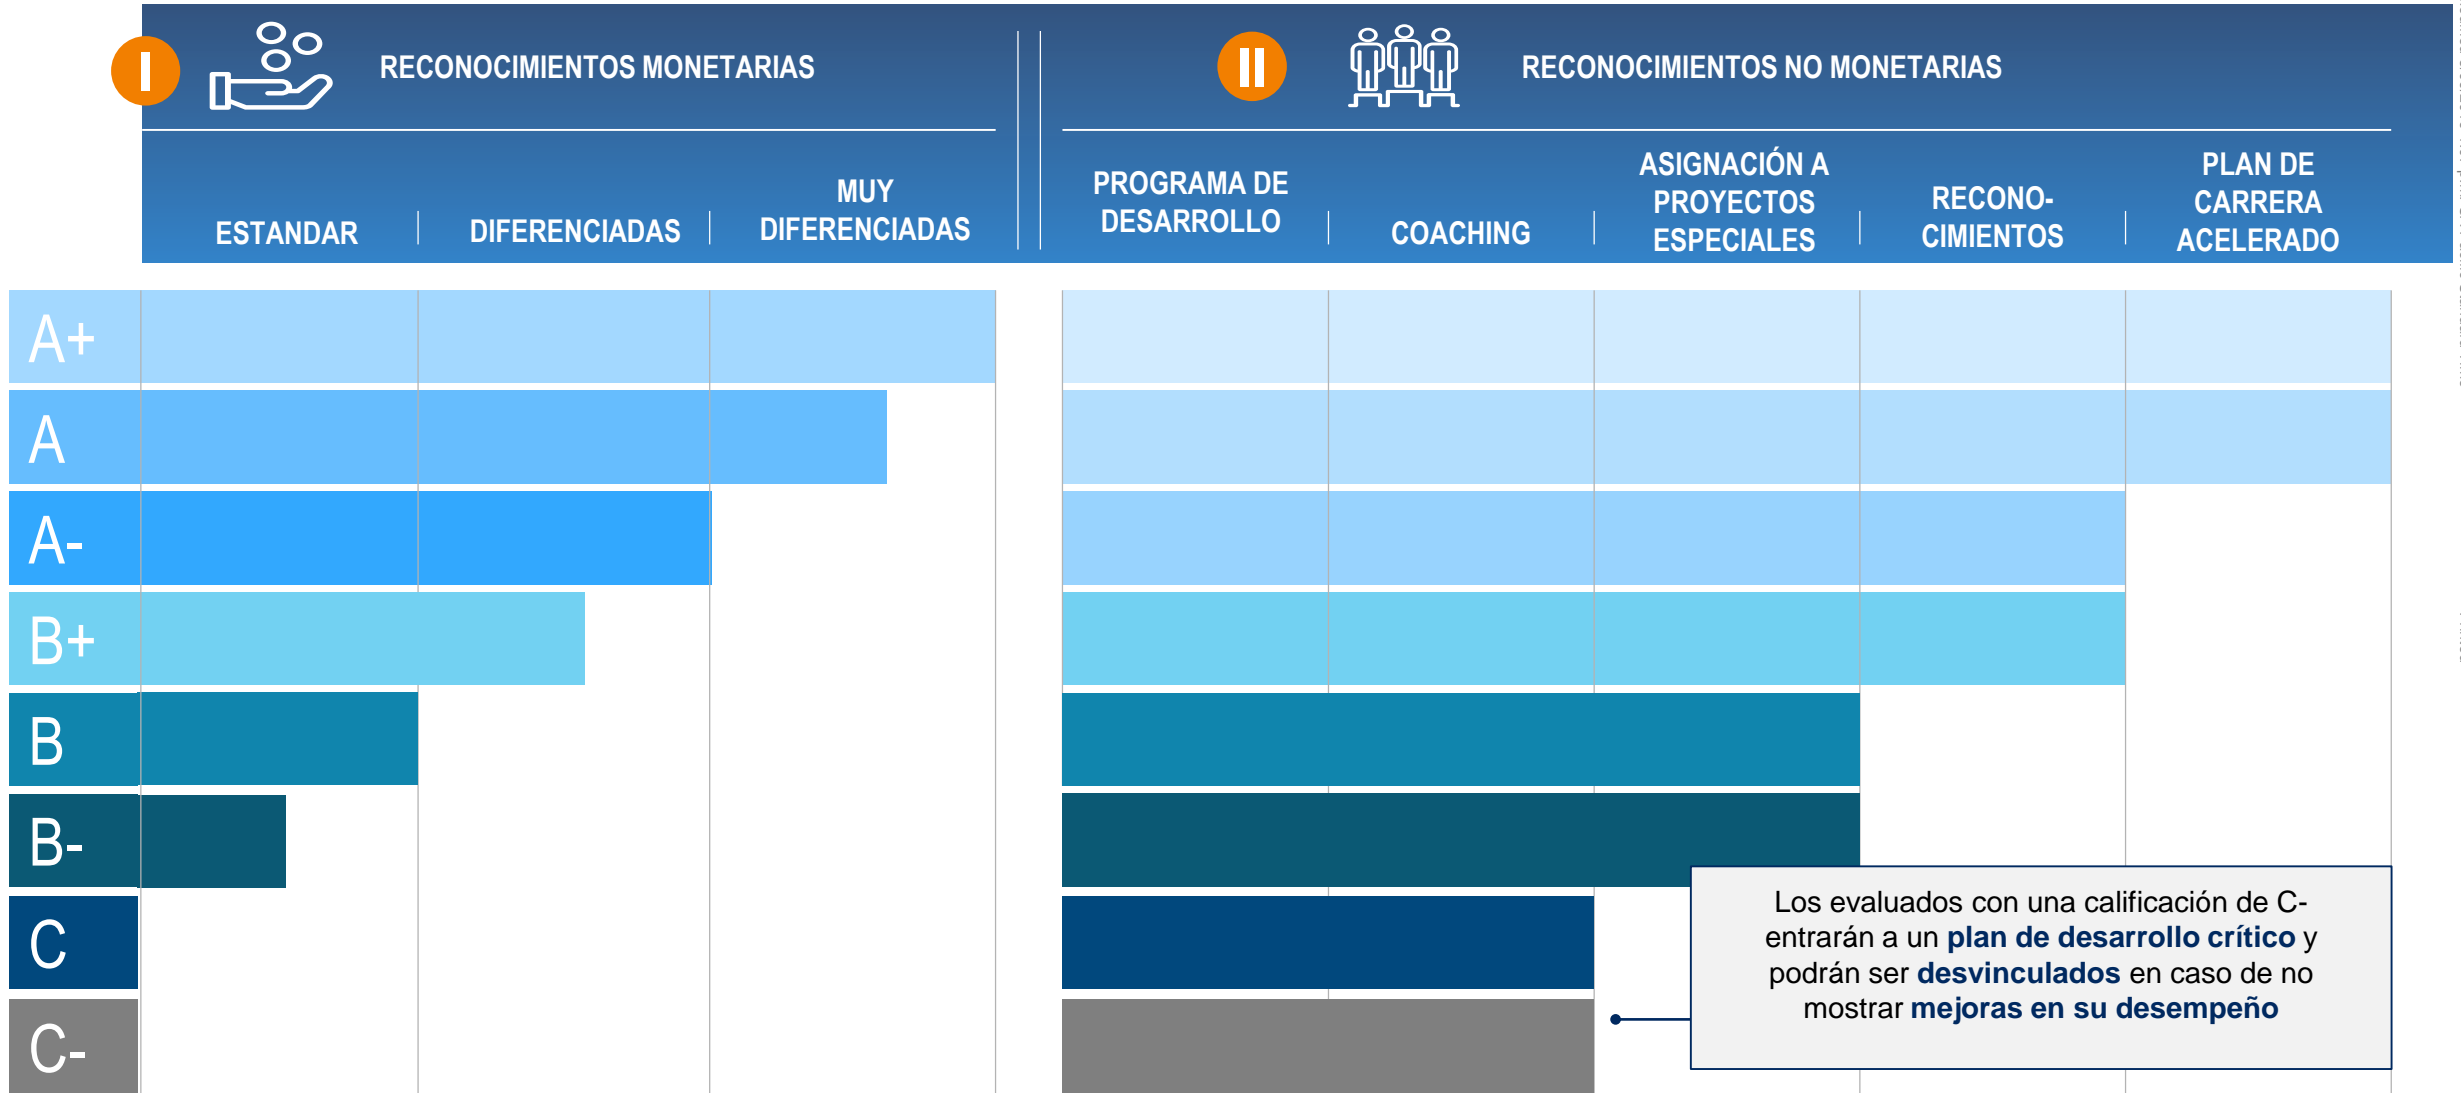 I
RECONOCIMIENTOS MONETARIAS
II
RECONOCIMIENTOS NO MONETARIAS
ESTANDAR
DIFERENCIADAS
MUY
DIFERENCIADAS
PROGRAMA DE
DESARROLLO
COACHING
ASIGNACIÓN A
PROYECTOS
ESPECIALES
RECONO-
CIMIENTOS
PLAN DE
CARRERA
ACELERADO
A+
A
A-
B+
B
B-
C
C-
Los evaluados con una calificación de C-
entrarán a un plan de desarrollo crítico y
podrán ser desvinculados en caso de no
mostrar mejoras en su desempeño